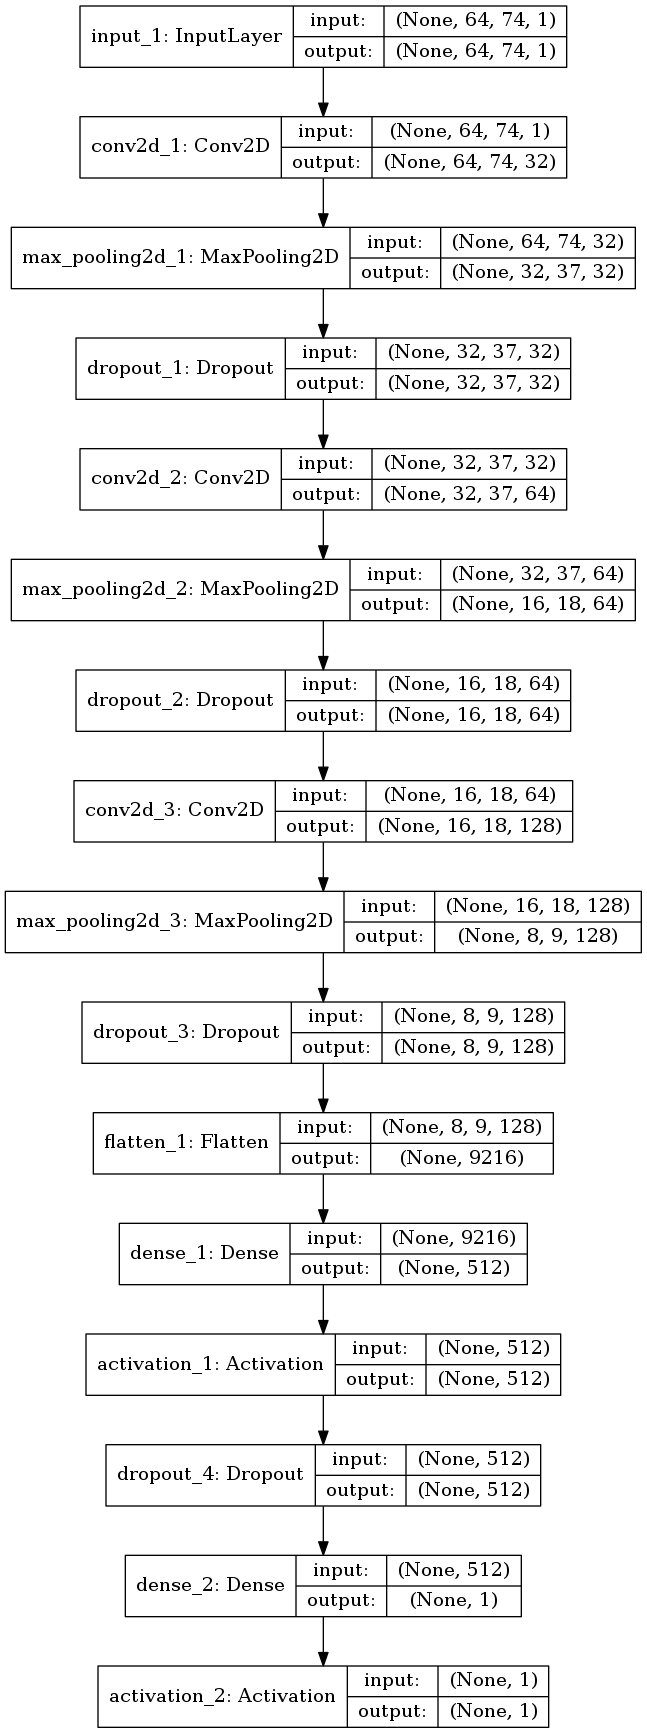 input_1: InputLayer
input: (None, 64, 74, 1)
output: (None, 64, 74, 1)
conv2d_1: Conv2D
input: (None, 64, 74, 1)
output: (None, 64, 74, 32)
max_pooling2d_1: MaxPooling2D
input: (None, 64, 74, 32)
output: (None, 32, 37, 32)
dropout_1: Dropout
input: (None, 32, 37, 32)
output: (None, 32, 37, 32)
conv2d_2: Conv2D
input: (None, 32, 37, 32)
output: (None, 32, 37, 64)
max_pooling2d_2: MaxPooling2D
input: (None, 32, 37, 64)
output: (None, 16, 18, 64)
dropout_2: Dropout
input: (None, 16, 18, 64)
output: (None, 16, 18, 64)
conv2d_3: Conv2D
input: (None, 16, 18, 64)
output: (None, 16, 18, 128)
max_pooling2d_3: MaxPooling2D
input: (None, 16, 18, 128)
output: (None, 8, 9, 128)
dropout_3: Dropout
input: (None, 8, 9, 128)
output: (None, 8, 9, 128)
flatten_1: Flatten
input: (None, 8, 9, 128)
output: (None, 9216)
dense_1: Dense
input: (None, 9216)
output: (None, 512)
activation_1: Activation
input: (None, 512)
output: (None, 512)
dropout_4: Dropout
input: (None, 512)
output: (None, 512)
dense_2: Dense
input: (None, 512)
output: (None, 1)
activation_2: Activation
input: (None, 1)
output: (None, 1)